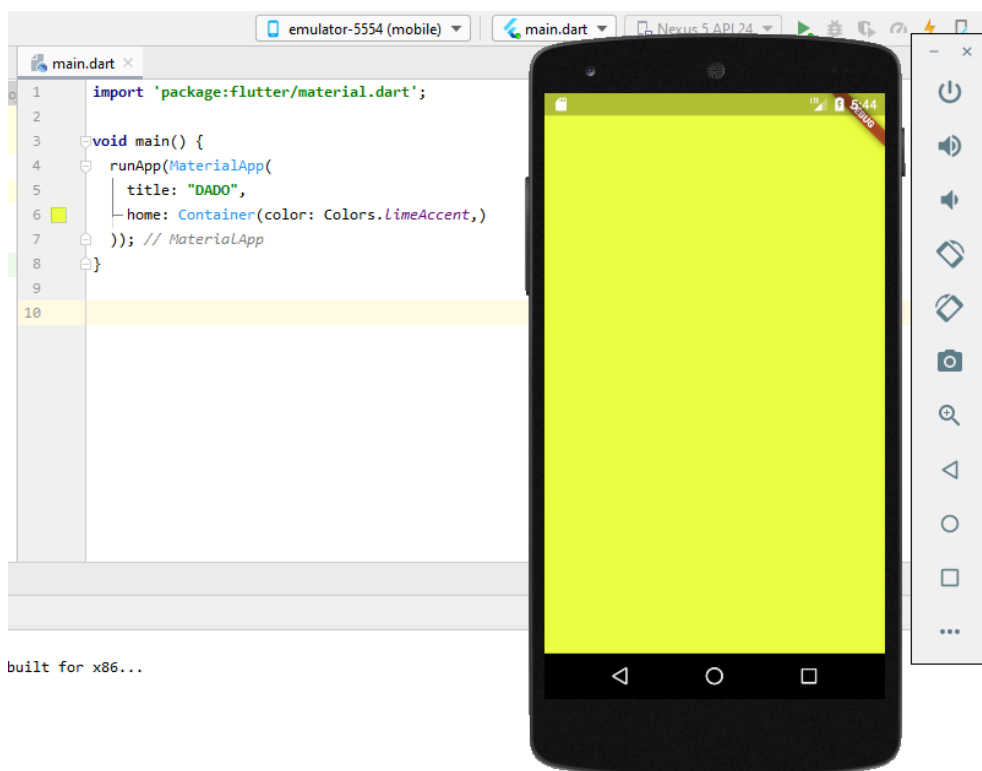 emulator-5554 (mobile)
main.dart
Nexus 5 API 24
main.dart
1 import 'package:flutter/material.dart';
2
3 void main() {
4 runApp(MaterialApp(
5 title: "DADO",
6 home: Container(color: Colors.limeAccent,)
7 )); // MaterialApp
8 }
9
10
LTE 5:44
DEBUG
built for x86...